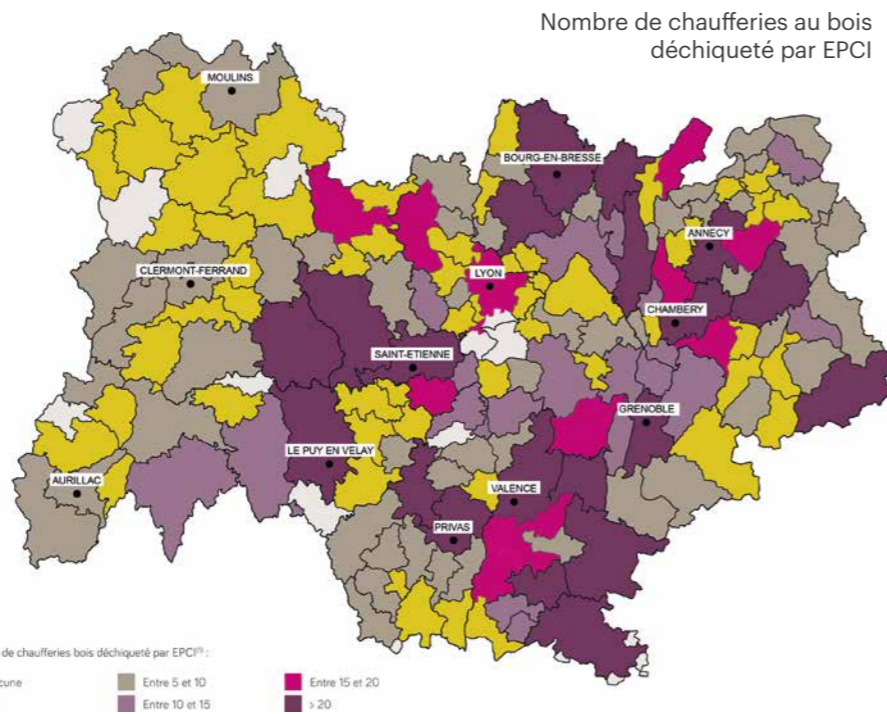 Nombre de chaufferies au bois
déchiqueté par EPCI
MOULINS
BOURG-EN-BRESSE
ANNECY
CLERMONT-FERRAND
LYON
CHAMBERY
SAINT-ETIENNE
GRENOBLE
LE PUY EN VELAY
AURILLAC
VALENCE
PRIVAS
de chaufferies bois déchiqueté par EPCI⁽⁵⁾ :
cune
Entre 5 et 10
Entre 15 et 20
Entre 10 et 15
> 20